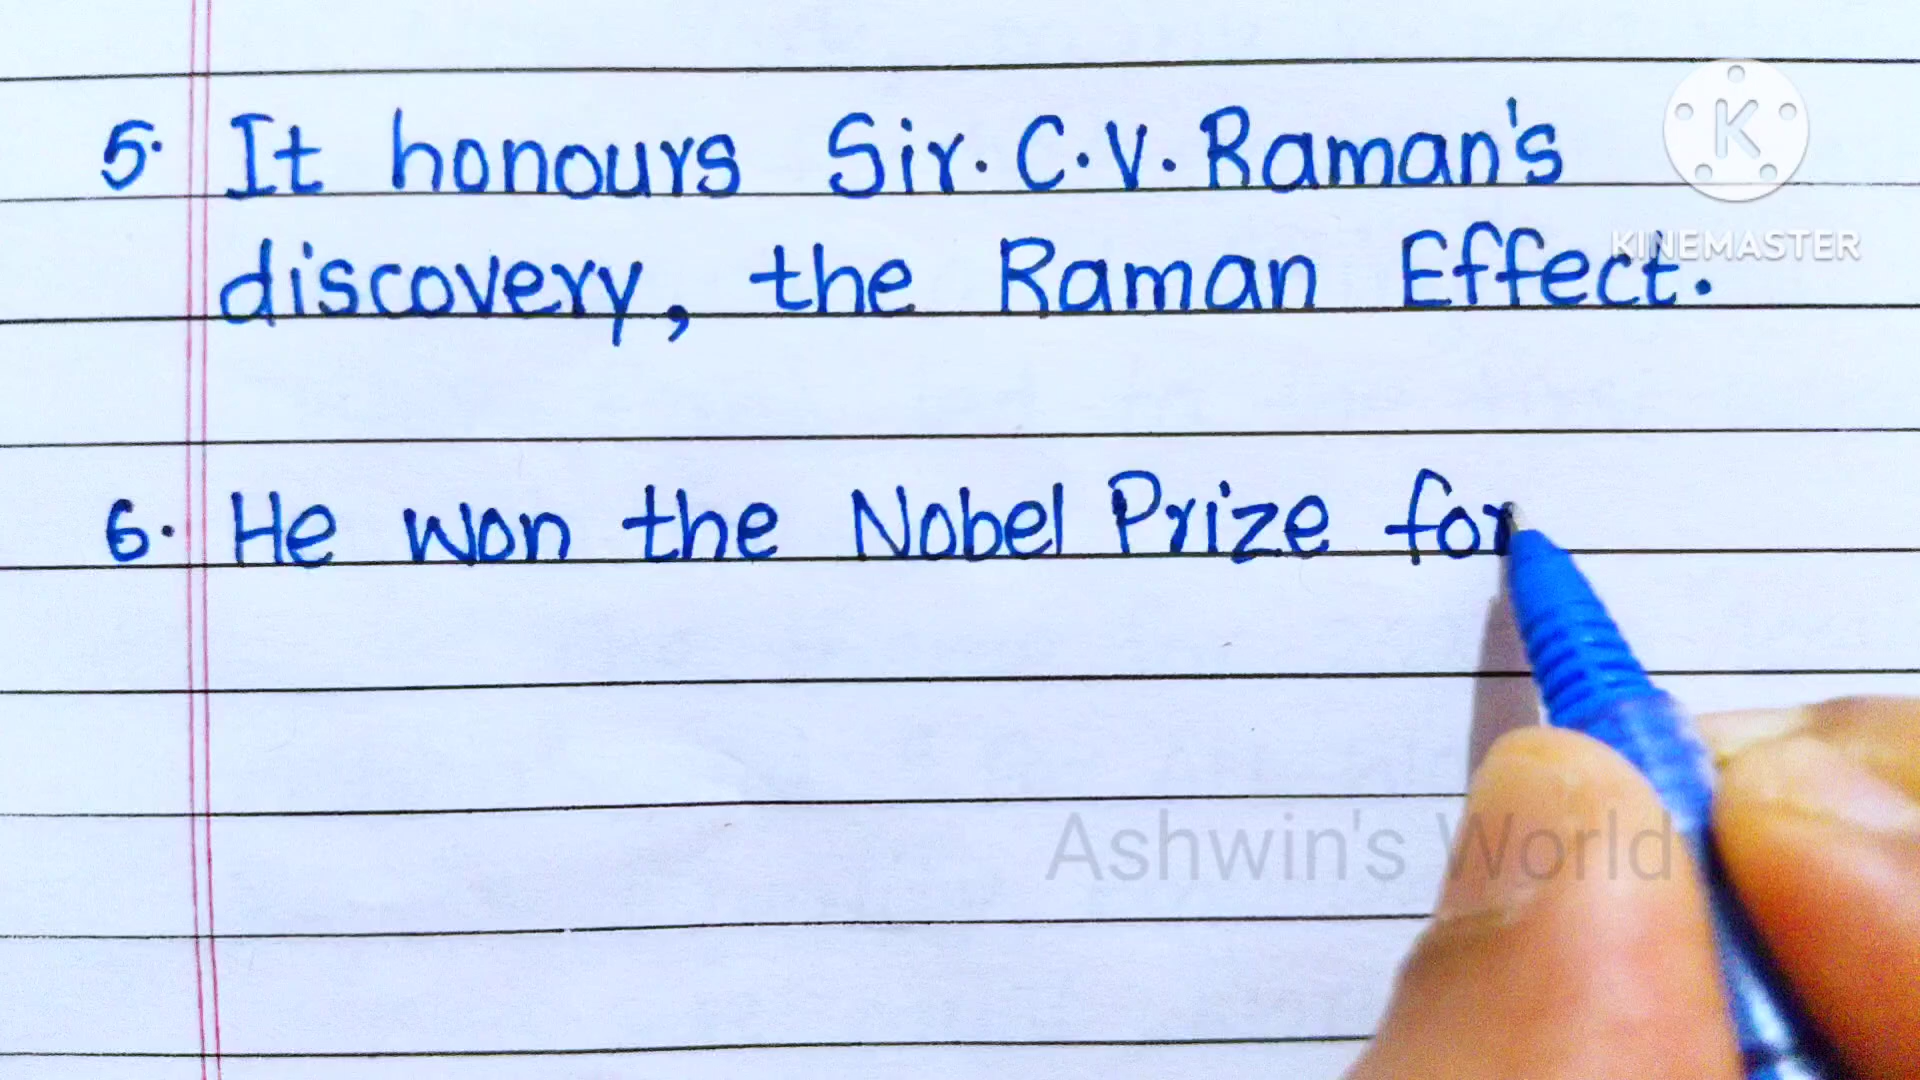 5. It honours Sir. C.V. Raman's
discovery, the Raman Effect.
6. He won the Nobel Prize for
K
KINEMASTER
Ashwin's World